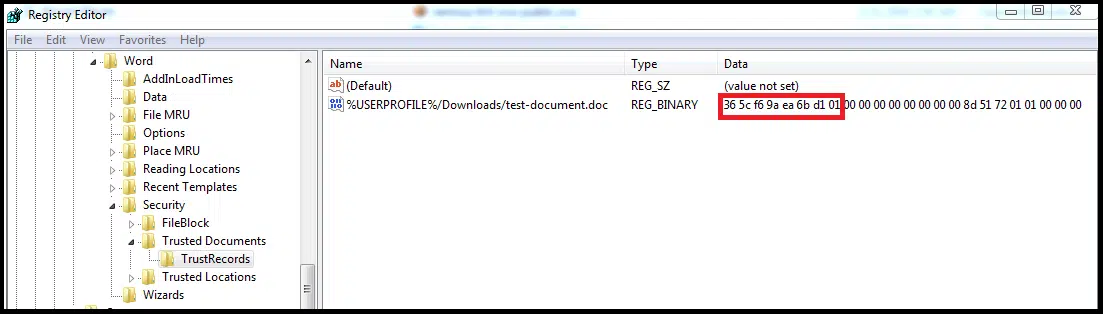 Registry Editor
File Edit View Favorites Help
Word
AddInLoadTimes
Data
File MRU
Options
Place MRU
Reading Locations
Recent Templates
Security
FileBlock
Trusted Documents
TrustRecords
Trusted Locations
Wizards
Name Type Data
(Default) REG_SZ (value not set)
%USERPROFILE%/Downloads/test-document.doc REG_BINARY 36 5c f6 9a ea 6b d1 01 00 00 00 00 00 00 00 00 8d 51 72 01 01 00 00 00